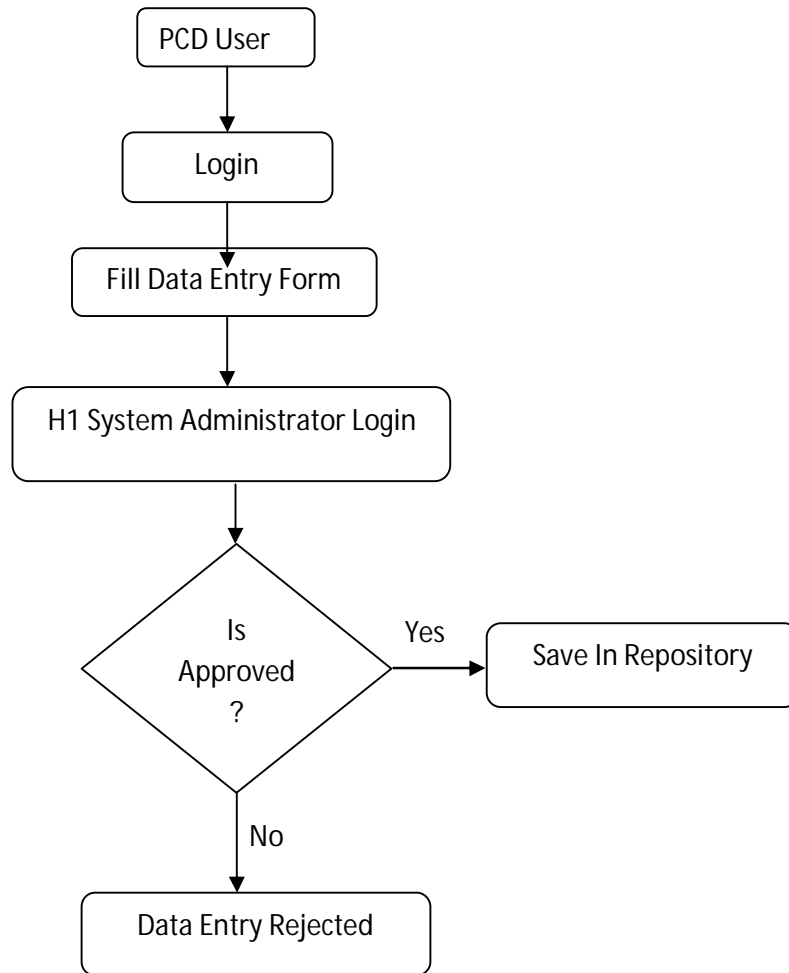 PCD User
Login
Fill Data Entry Form
H1 System Administrator Login
Is
Approved
?
Yes
Save In Repository
No
Data Entry Rejected